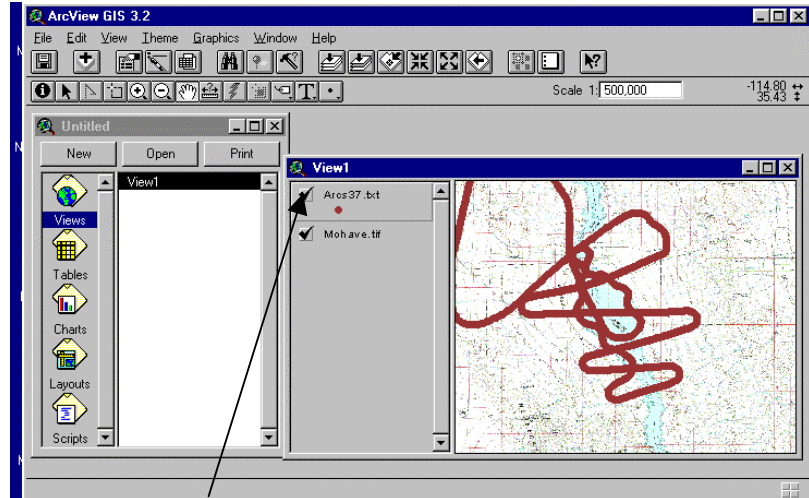 ArcView GIS 3.2
File Edit View Theme Graphics Window Help
Scale 1: 500,000
-114.80
35.43
Untitled
New Open Print
View1
Views
Tables
Charts
Layouts
Scripts
View1
Arcs37.txt
Mohave.tif